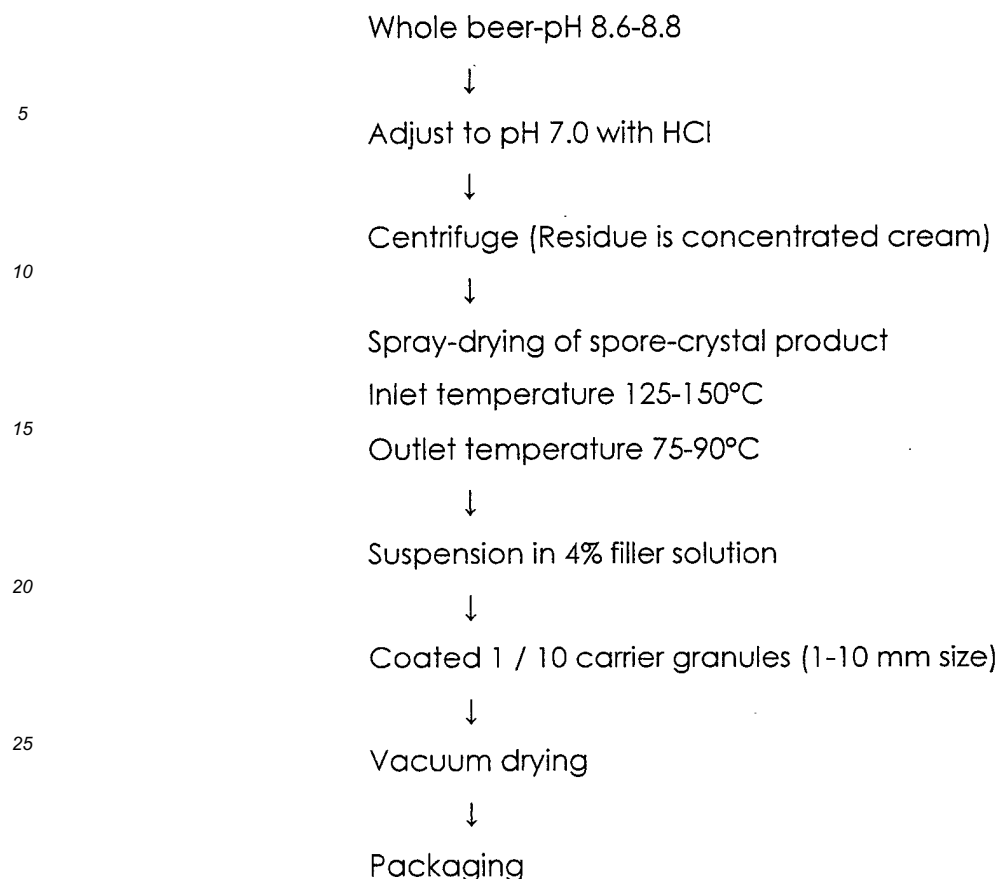 Whole beer-pH 8.6-8.8
↓
5
Adjust to pH 7.0 with HCl
↓
Centrifuge (Residue is concentrated cream)
10
↓
Spray-drying of spore-crystal product
Inlet temperature 125-150°C
15
Outlet temperature 75-90°C
↓
Suspension in 4% filler solution
20
↓
Coated 1 / 10 carrier granules (1-10 mm size)
↓
25
Vacuum drying
↓
Packaging